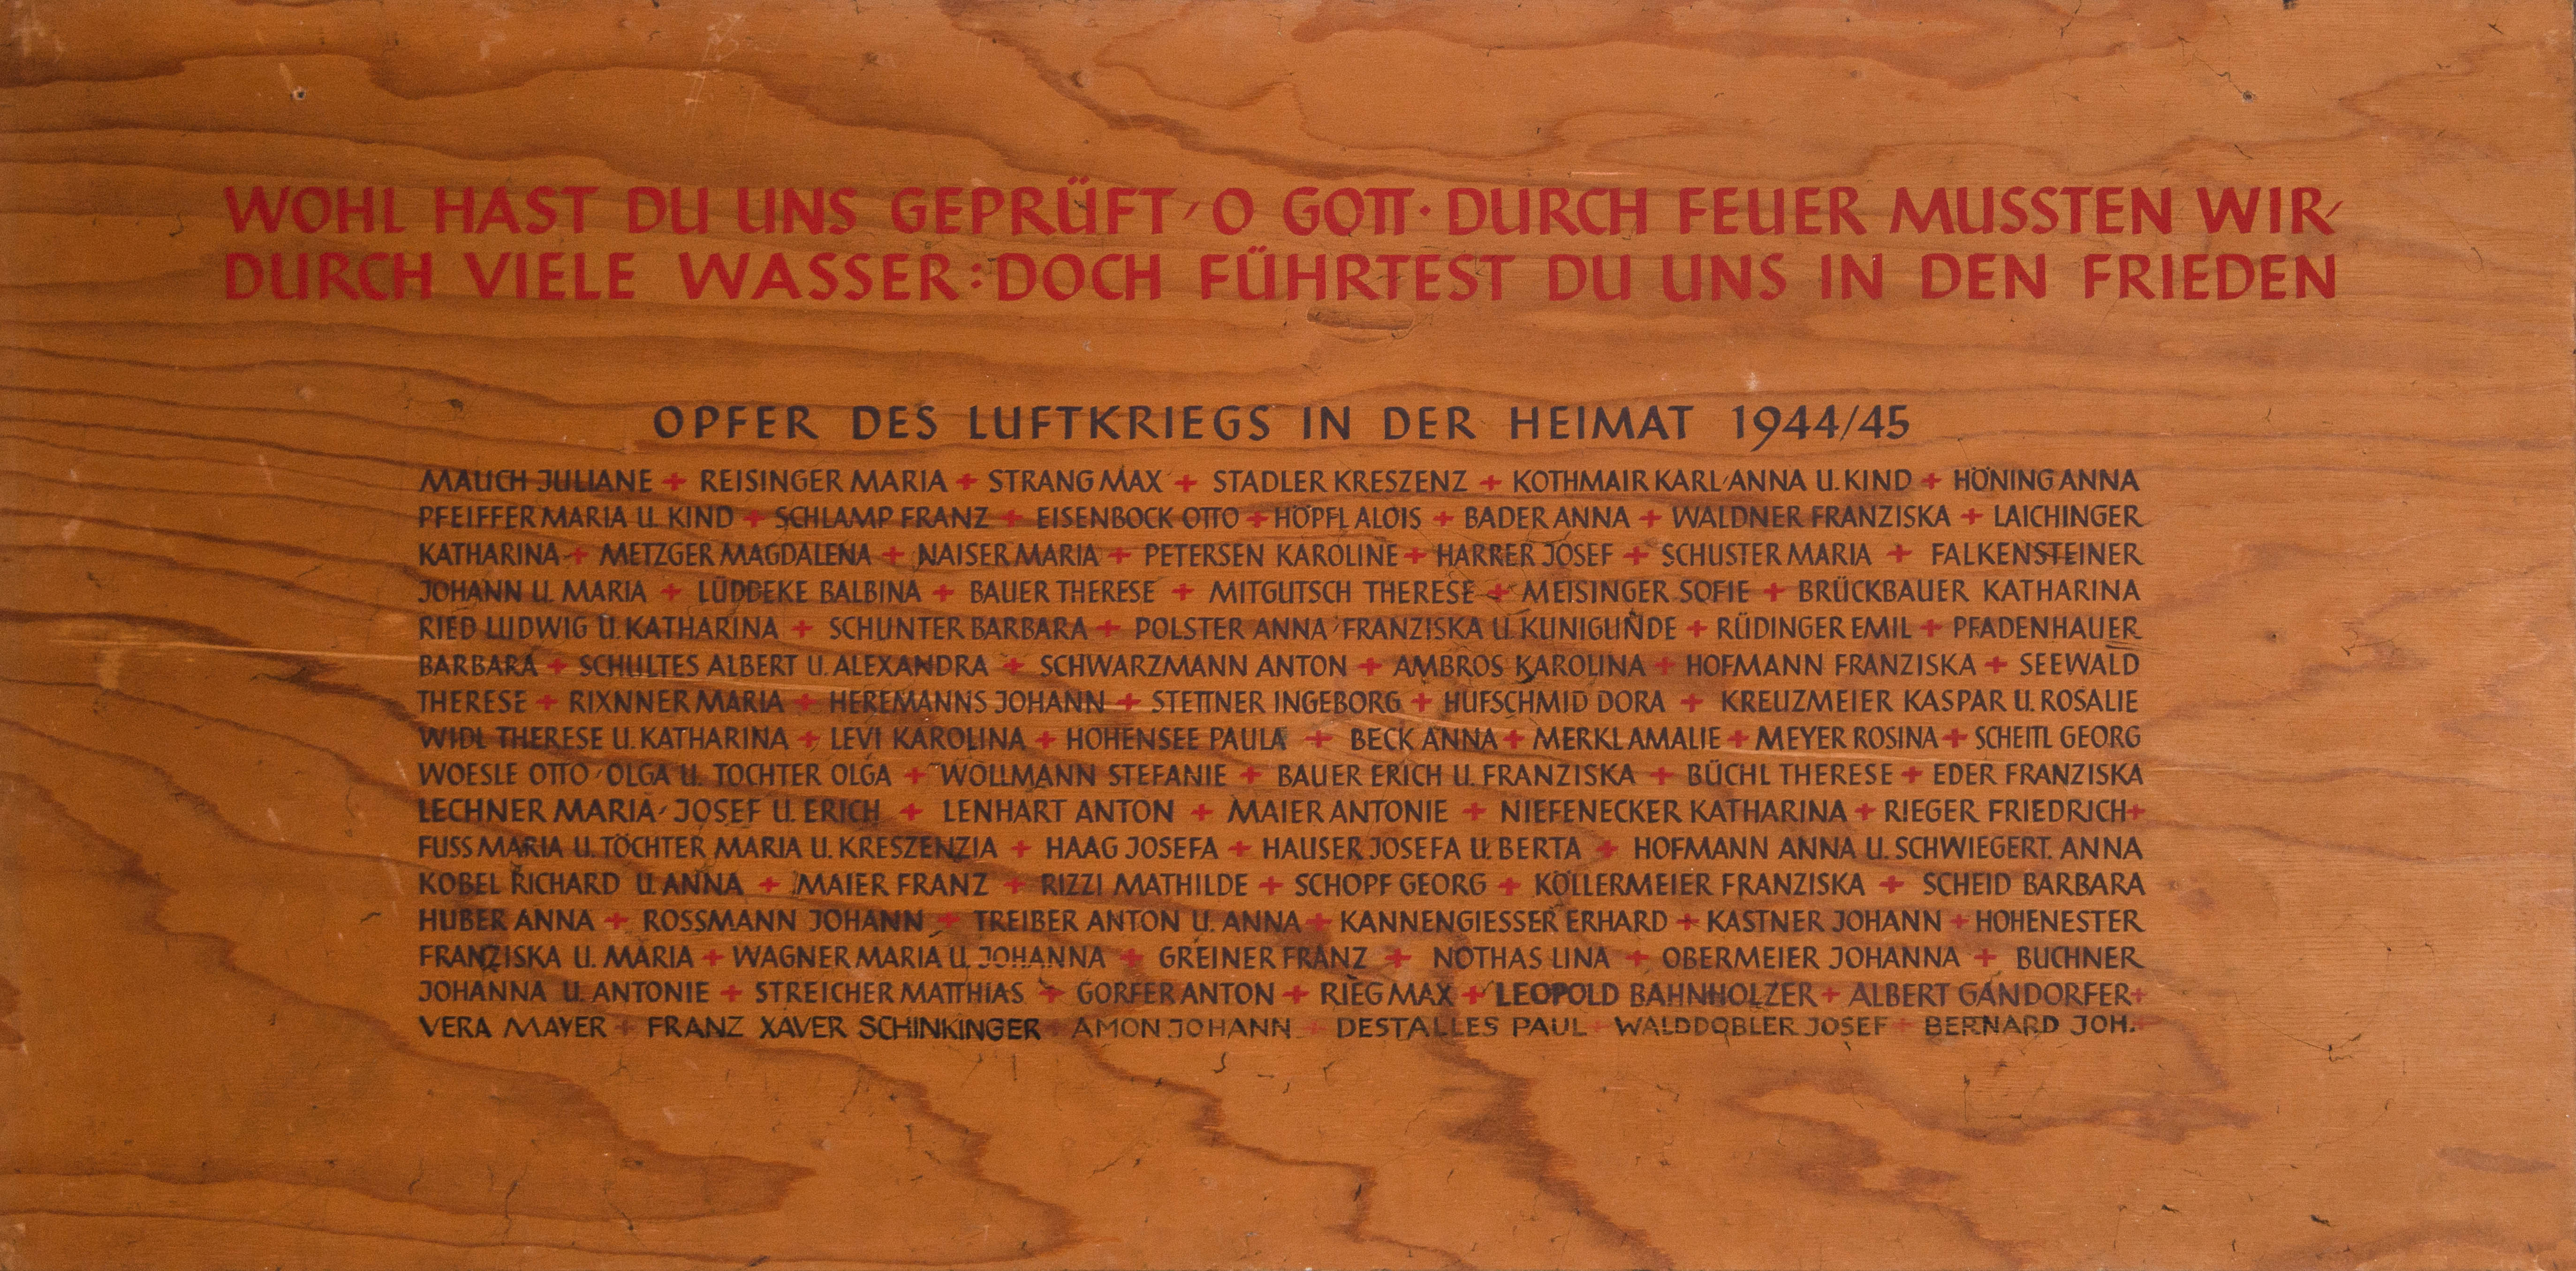 WOHL HAST DU UNS GEPRÜFT, O GOTT · DURCH FEUER MUSSTEN WIR,
DURCH VIELE WASSER: DOCH FÜHRTEST DU UNS IN DEN FRIEDEN
OPFER DES LUFTKRIEGS IN DER HEIMAT 1944/45
MAUCH JULIANE + REISINGER MARIA + STRANG MAX + STADLER KRESZENZ + KOTHMAIR KARL, ANNA U. KIND + HÖNING ANNA
PFEIFFER MARIA U. KIND + SCHLAMP FRANZ + EISENBOCK OTTO + HÖPFL ALOIS + BADER ANNA + WALDNER FRANZISKA + LAICHINGER
KATHARINA + METZGER MAGDALENA + NAISER MARIA + PETERSEN KAROLINE + HARRER JOSEF + SCHUSTER MARIA + FALKENSTEINER
JOHANN U. MARIA + LÜDDEKE BALBINA + BAUER THERESE + MITGUTSCH THERESE + MEISINGER SOFIE + BRÜCKBAUER KATHARINA
RIED LUDWIG U. KATHARINA + SCHUNTER BARBARA + POLSTER ANNA, FRANZISKA U. KUNIGUNDE + RÜDINGER EMIL + PFADENHAUER
BARBARA + SCHULTES ALBERT U. ALEXANDRA + SCHWARZMANN ANTON + AMBROS KAROLINA + HOFMANN FRANZISKA + SEEWALD
THERESE + RIXNNER MARIA + HEREMANNS JOHANN + STETTNER INGEBORG + HUFSCHMID DORA + KREUZMEIER KASPAR U. ROSALIE
WIDL THERESE U. KATHARINA + LEVI KAROLINA + HOHENSEE PAULA + BECK ANNA + MERKL AMALIE + MEYER ROSINA + SCHEITL GEORG
WOESLE OTTO, OLGA U. TOCHTER OLGA + WÖLLMANN STEFANIE + BAUER ERICH U. FRANZISKA + BÜCHL THERESE + EDER FRANZISKA
LECHNER MARIA, JOSEF U. ERICH + LENHART ANTON + MAIER ANTONIE + NIEFENECKER KATHARINA + RIEGER FRIEDRICH +
FUSS MARIA U. TÖCHTER MARIA U. KRESZENZIA + HAAG JOSEFA + HAUSER JOSEFA U. BERTA + HOFMANN ANNA U. SCHWIEGERT. ANNA
KOBEL RICHARD U. ANNA + MAIER FRANZ + RIZZI MATHILDE + SCHOPF GEORG + KÖLLERMEIER FRANZISKA + SCHEID BARBARA
HUBER ANNA + ROSSMANN JOHANN + TREIBER ANTON U. ANNA + KANNENGIESSER ERHARD + KASTNER JOHANN + HOHENESTER
FRANZISKA U. MARIA + WAGNER MARIA U. JOHANNA + GREINER FRANZ + NOTHAS LINA + OBERMEIER JOHANNA + BUCHNER
JOHANNA U. ANTONIE + STREICHER MATTHIAS + GORFER ANTON + RIEG MAX + LEOPOLD BAHNHOLZER + ALBERT GANDORFER +
VERA MAYER + FRANZ XAVER SCHINKINGER + AMON JOHANN + DESTALLES PAUL + WALDDOBLER JOSEF + BERNARD JOH. +